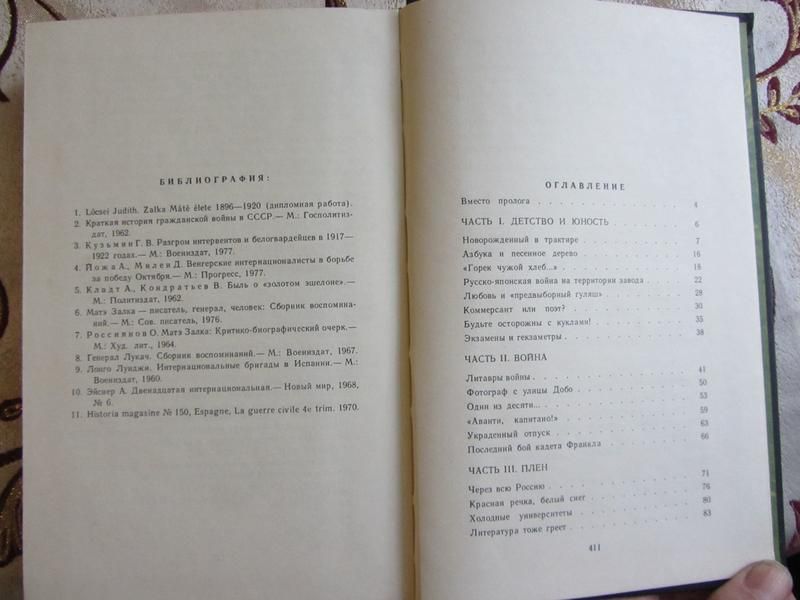 БИБЛИОГРАФИЯ:
1. Lőcsei Judith. Zalka Máté élete 1896—1920 (дипломная работа).
2. Краткая история гражданской войны в СССР.— М.: Госполитиз-
дат, 1962.
3. Кузьмин Г. В. Разгром интервентов и белогвардейцев в 1917—
1922 годах.— М.: Воениздат, 1977.
4. Йожа А., Милей Д. Венгерские интернационалисты в борьбе
за победу Октября.— М.: Прогресс, 1977.
5. Кладт А., Кондратьев В. Быль о «золотом эшелоне».—
М.: Политиздат, 1962.
6. Матэ Залка — писатель, генерал, человек: Сборник воспомина-
ний.— М.: Сов. писатель, 1976.
7. Россиянов О. Матэ Залка: Критико-биографический очерк.—
М.: Худ. лит., 1964.
8. Генерал Лукач. Сборник воспоминаний.— М.: Воениздат, 1967.
9. Лонго Луиджи. Интернациональные бригады в Испании.— М.:
Воениздат, 1960.
10. Эйснер А. Двенадцатая интернациональная.— Новый мир, 1968,
№ 6.
11. Historia magazine № 150, Espagne, La guerre civile 4e trim. 1970.
ОГЛАВЛЕНИЕ
Вместо пролога . . . . . . . . . . 4
ЧАСТЬ I. ДЕТСТВО И ЮНОСТЬ . . . . . . 6
Новорожденный в трактире . . . . . . . . 7
Азбука и песенное дерево . . . . . . . . 16
«Горек чужой хлеб...» . . . . . . . . 18
Русско-японская война на территории завода . . . . 22
Любовь и «предвыборный гуляш» . . . . . . 28
Коммерсант или поэт? . . . . . . . . 30
Будьте осторожны с куклами! . . . . . . . 35
Экзамены и гекзаметры . . . . . . . . 38
ЧАСТЬ II. ВОЙНА
Литавры войны . . . . . . . . . . 41
Фотограф с улицы Добо . . . . . . . . 50
Один из десяти... . . . . . . . . . 53
«Аванти, капитано!» . . . . . . . . 59
Украденный отпуск . . . . . . . . . 63
Последний бой кадета Франкла . . . . . . 66
ЧАСТЬ III. ПЛЕН
Через всю Россию . . . . . . . . . 71
Красная речка, белый снег . . . . . . . 76
Холодные университеты . . . . . . . . 80
Литература тоже греет . . . . . . . . 83
411